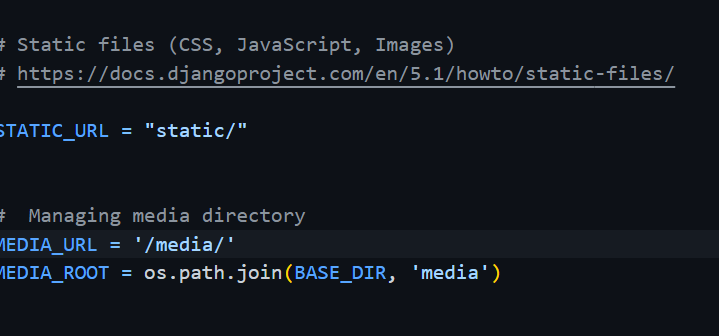 # Static files (CSS, JavaScript, Images)
# https://docs.djangoproject.com/en/5.1/howto/static-files/
STATIC_URL = "static/"
#  Managing media directory
MEDIA_URL = '/media/'
MEDIA_ROOT = os.path.join(BASE_DIR, 'media')